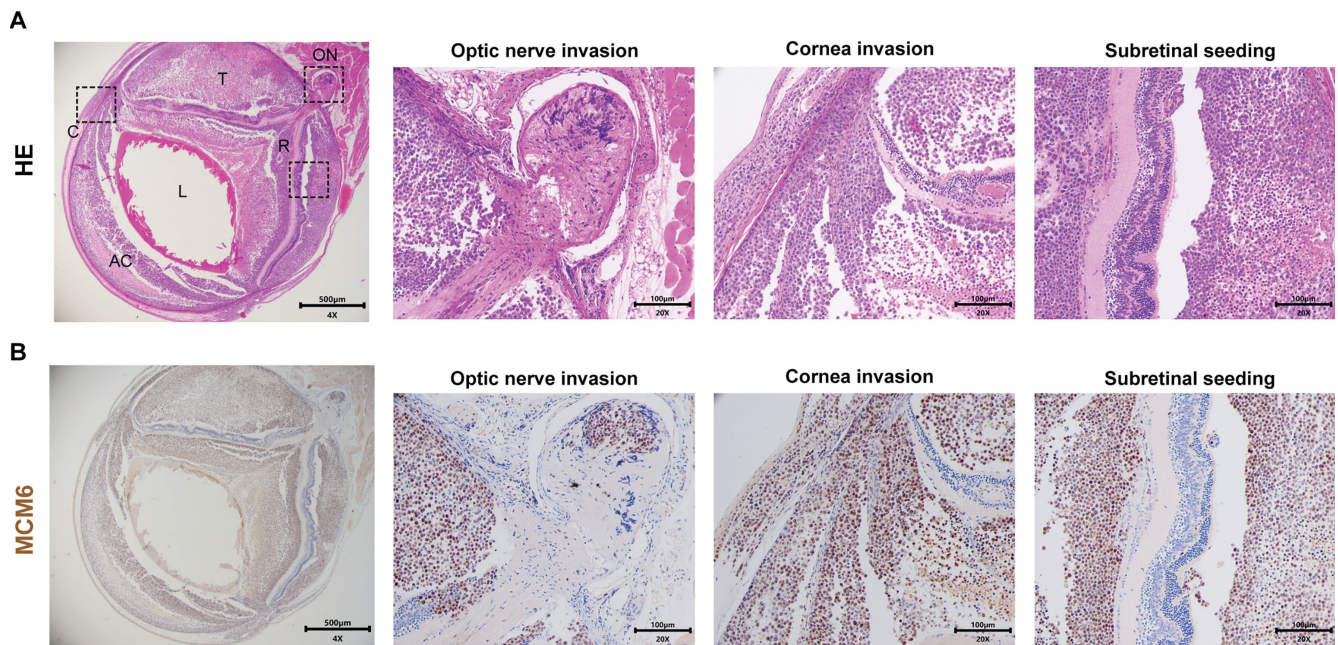 A
HE
T
ON
C
R
L
AC
500μm
4X
Optic nerve invasion
100μm
20X
Cornea invasion
100μm
20X
Subretinal seeding
100μm
20X
B
MCM6
500μm
4X
Optic nerve invasion
100μm
20X
Cornea invasion
100μm
20X
Subretinal seeding
100μm
20X